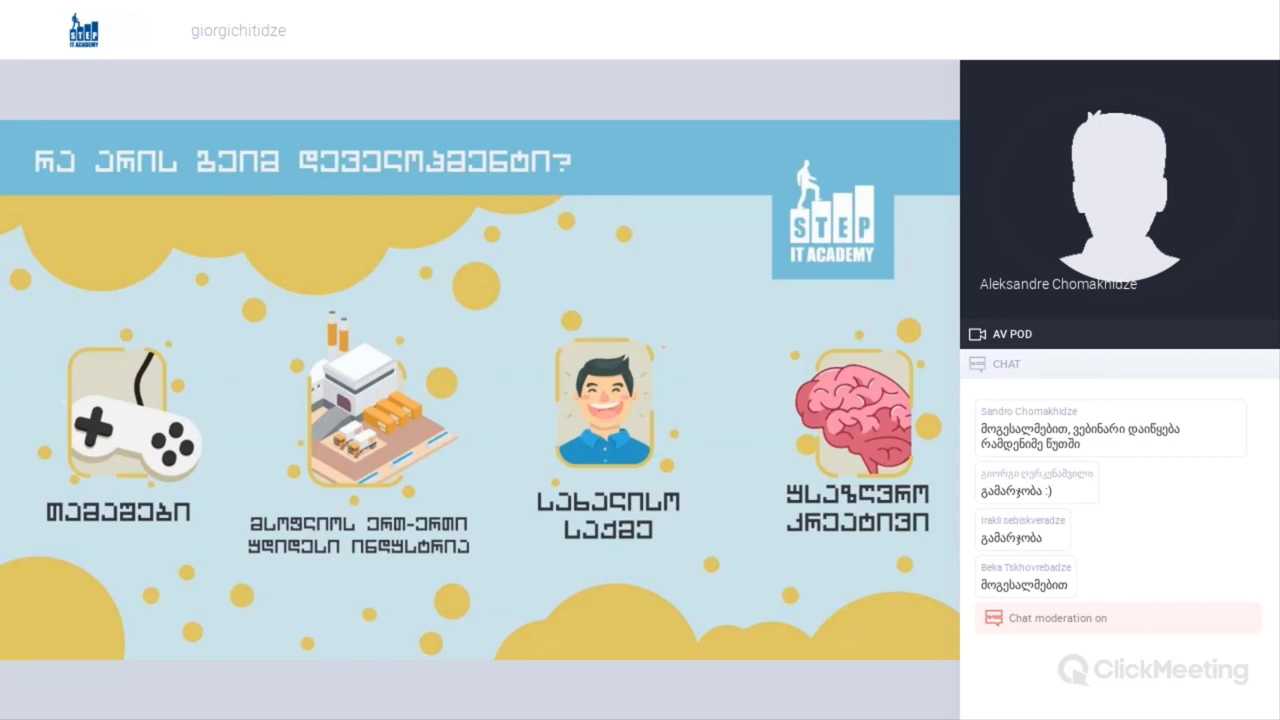 STEP
IT ACADEMY
giorgichitidze
რა არის გეიმ დეველოპმენტი?
STEP
IT ACADEMY
თამაშები
მსოფლიოს ერთ-ერთი
უდიდესი ინდუსტრია
სახალისო
საქმე
უსაზღვრო
კრეატივი
Aleksandre Chomakhidze
AV POD
CHAT
Sandro Chomakhidze
მოგესალმებით, ვებინარი დაიწყება
რამდენიმე წუთში
გიორგი ღერკენაშვილი
გამარჯობა :)
Irakli sebiskveradze
გამარჯობა
Beka Tskhovrebadze
მოგესალმებით
Chat moderation on
ClickMeeting